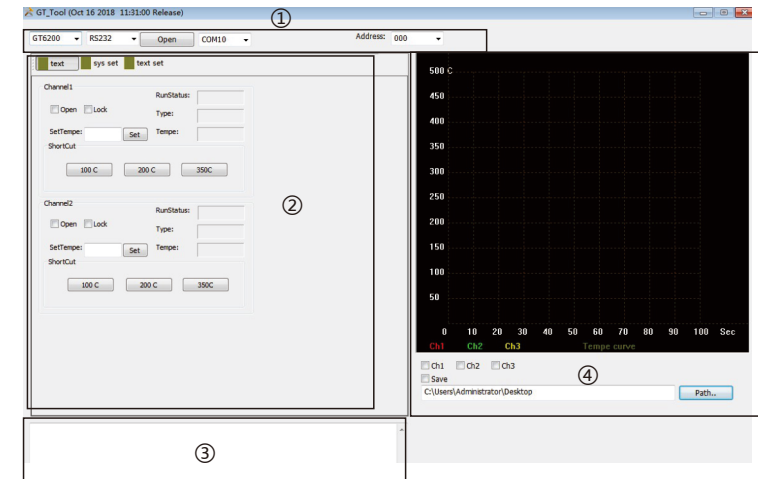 GT_Tool (Oct 16 2018 11:31:00 Release)
①
GT6200 RS232 Open COM10 Address: 000
text sys set text set
Channel1
RunStatus:
Open Lock
Type:
SetTempe: Set Tempe:
ShortCut
100 C 200 C 350C
Channel2
RunStatus:
Open Lock
Type:
SetTempe: Set Tempe:
ShortCut
100 C 200 C 350C
②
500 C
450
400
350
300
250
200
150
100
50
0 10 20 30 40 50 60 70 80 90 100 Sec
Ch1 Ch2 Ch3 Tempe curve
Ch1 Ch2 Ch3
Save
④
C:\Users\Administrator\Desktop Path..
③